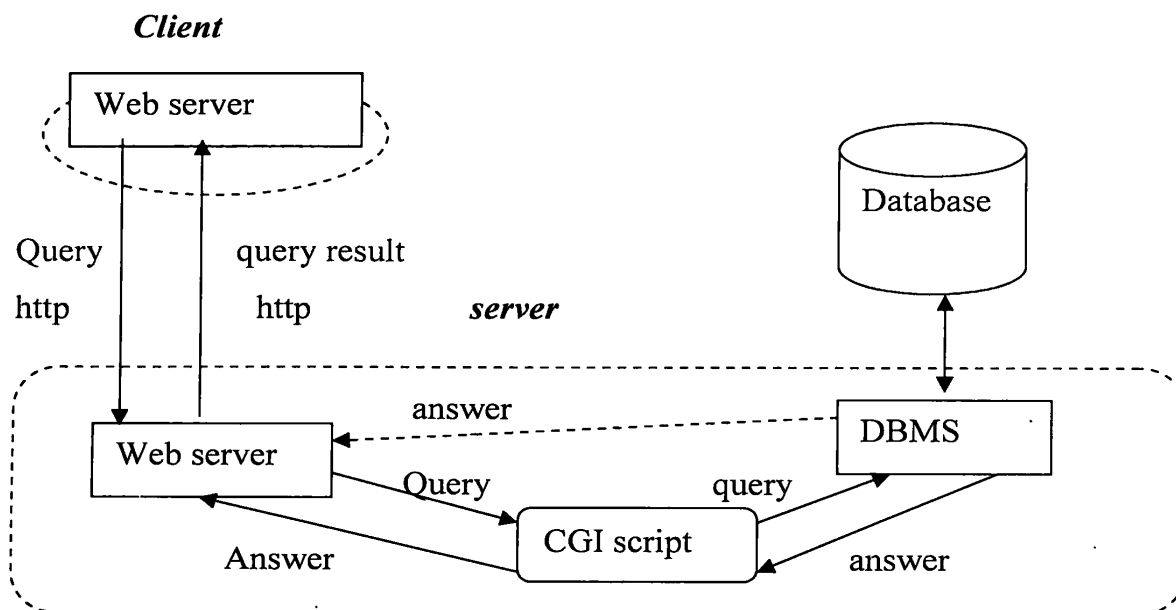 Client
Web server
Database
Query
query result
http
http
server
answer
DBMS
Web server
Query
query
CGI script
Answer
answer